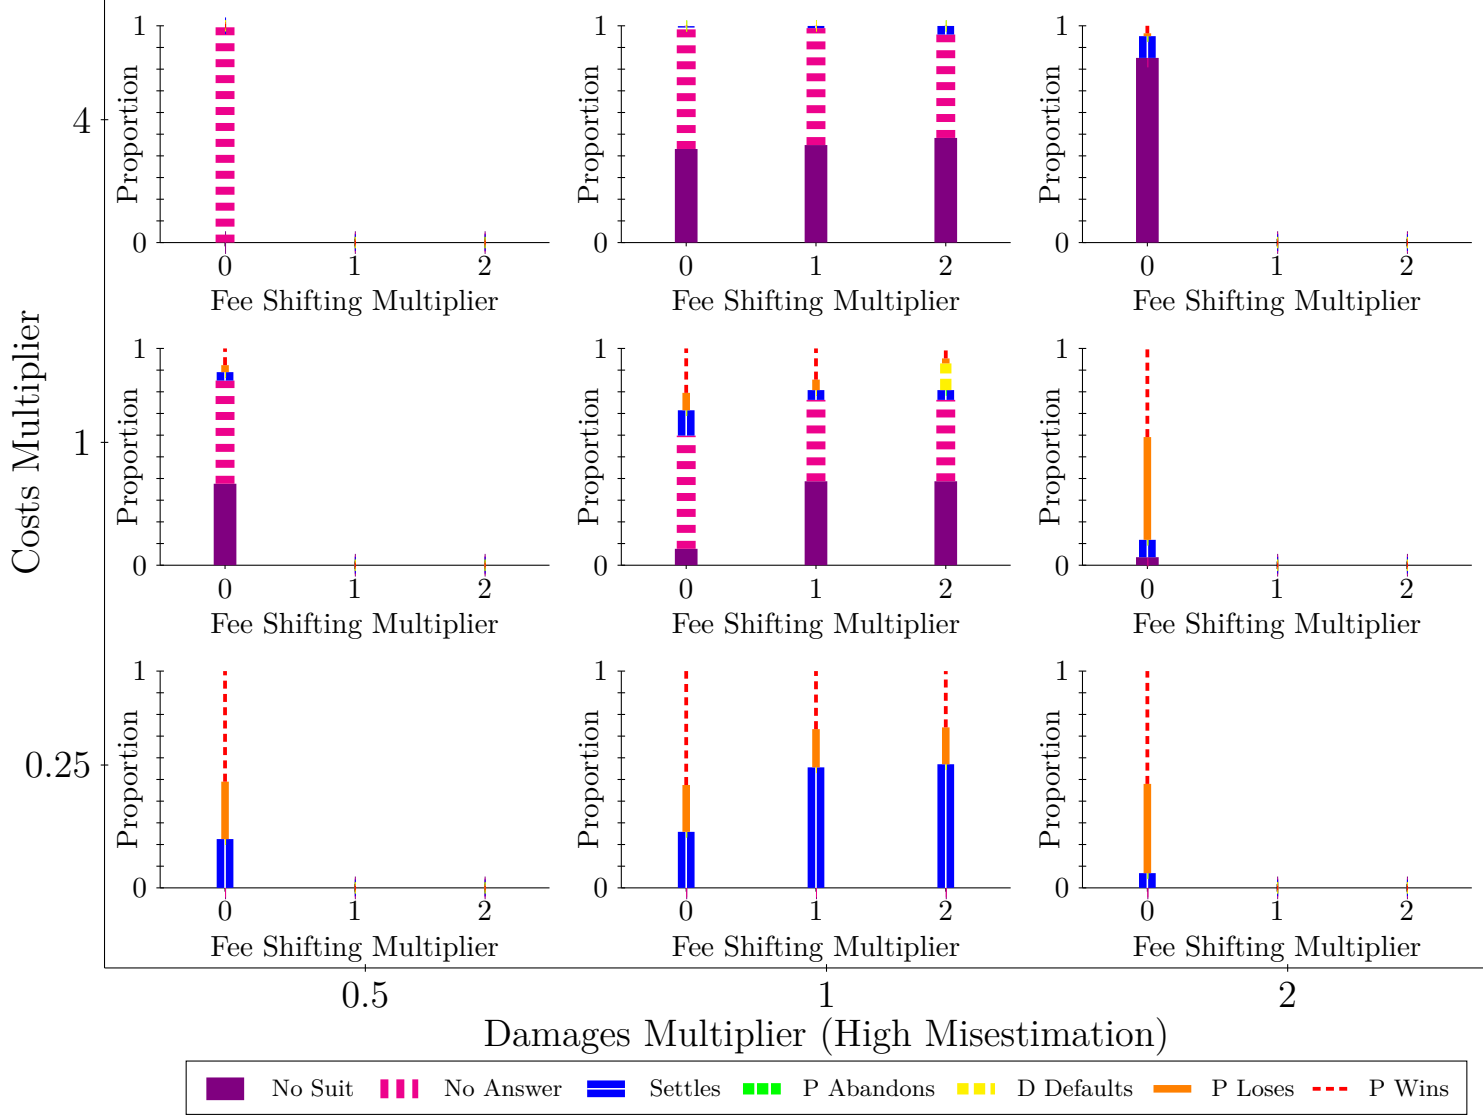 1
Proportion
0
0 1 2
Fee Shifting Multiplier
1
Proportion
0
0 1 2
Fee Shifting Multiplier
1
Proportion
0
0 1 2
Fee Shifting Multiplier
4
1
Proportion
0
0 1 2
Fee Shifting Multiplier
1
Proportion
0
0 1 2
Fee Shifting Multiplier
1
Proportion
0
0 1 2
Fee Shifting Multiplier
1
Costs Multiplier
1
Proportion
0
0 1 2
Fee Shifting Multiplier
1
Proportion
0
0 1 2
Fee Shifting Multiplier
1
Proportion
0
0 1 2
Fee Shifting Multiplier
0.25
0.5 1 2
Damages Multiplier (High Misestimation)
No Suit No Answer Settles P Abandons D Defaults P Loses P Wins